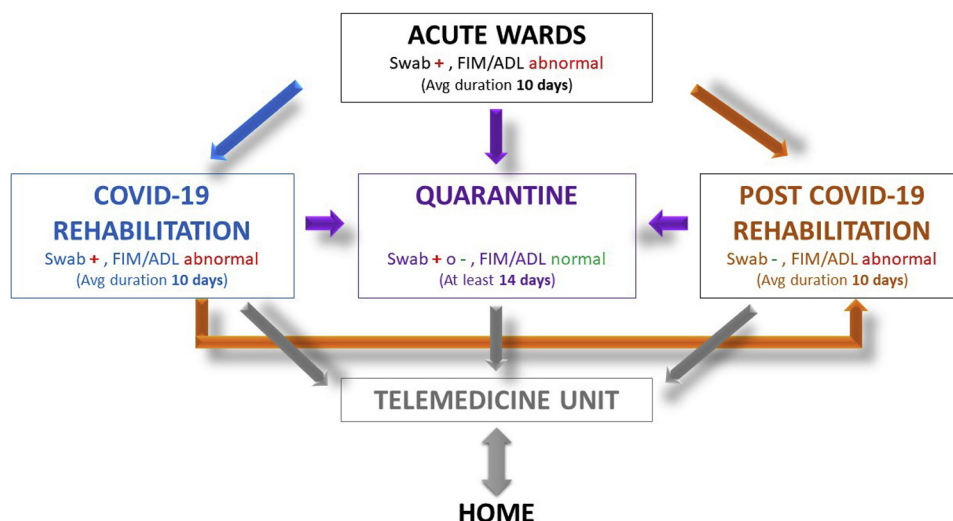 ACUTE WARDS
Swab + , FIM/ADL abnormal
(Avg duration 10 days)
COVID-19
REHABILITATION
Swab + , FIM/ADL abnormal
(Avg duration 10 days)
QUARANTINE
Swab + o - , FIM/ADL normal
(At least 14 days)
POST COVID-19
REHABILITATION
Swab - , FIM/ADL abnormal
(Avg duration 10 days)
TELEMEDICINE UNIT
HOME